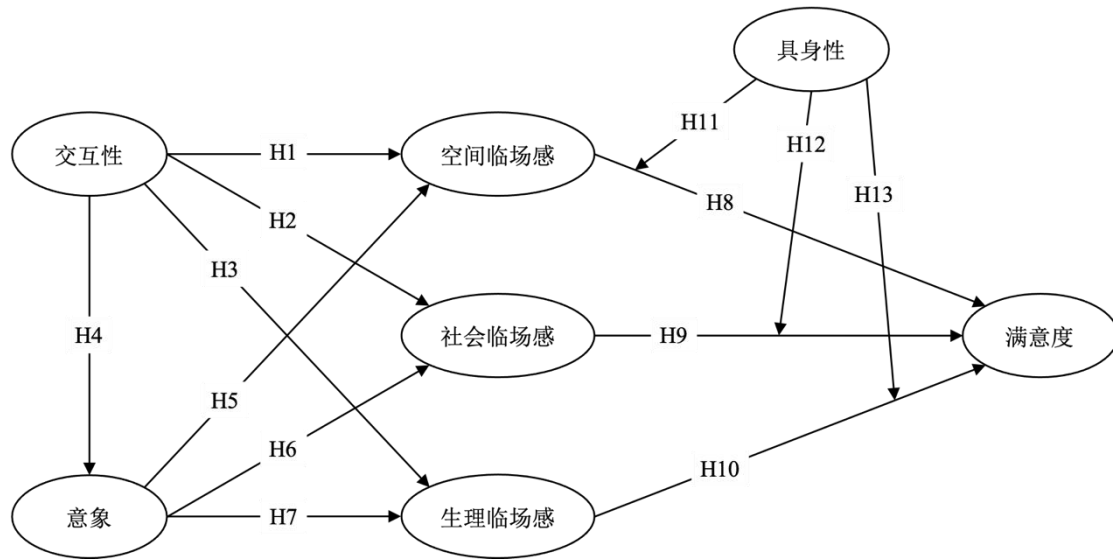 具身性
H11
交互性
H1
空间临场感
H12
H13
H2
H8
H3
H4
社会临场感
H9
满意度
H5
H6
H10
意象
H7
生理临场感